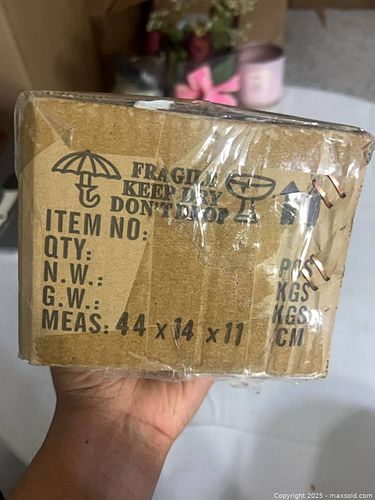 FRAGILE
KEEP DRY
DON'T DROP
ITEM NO:
QTY: PCS
N.W.: KGS
G.W.: KGS
MEAS: 44 x 14 x 11 CM
Copyright 2025 - maxsold.com